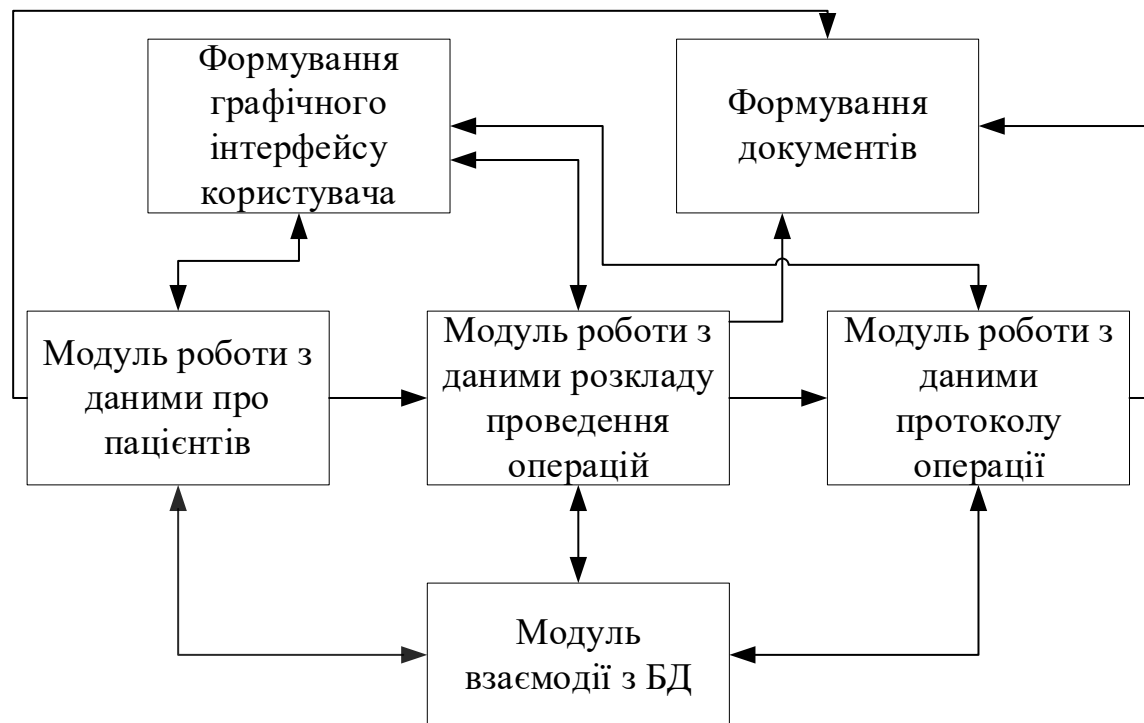 Формування
графічного
інтерфейсу
користувача
Формування
документів
Модуль роботи з
даними про
пацієнтів
Модуль роботи з
даними розкладу
проведення
операцій
Модуль роботи з
даними
протоколу
операції
Модуль
взаємодії з БД